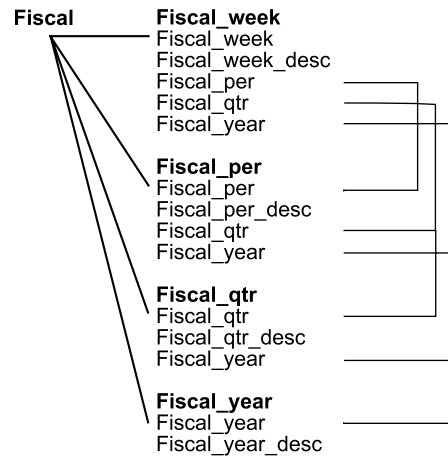 Fiscal
Fiscal_week
Fiscal_week
Fiscal_week_desc
Fiscal_per
Fiscal_qtr
Fiscal_year
Fiscal_per
Fiscal_per
Fiscal_per_desc
Fiscal_qtr
Fiscal_year
Fiscal_qtr
Fiscal_qtr
Fiscal_qtr_desc
Fiscal_year
Fiscal_year
Fiscal_year
Fiscal_year_desc